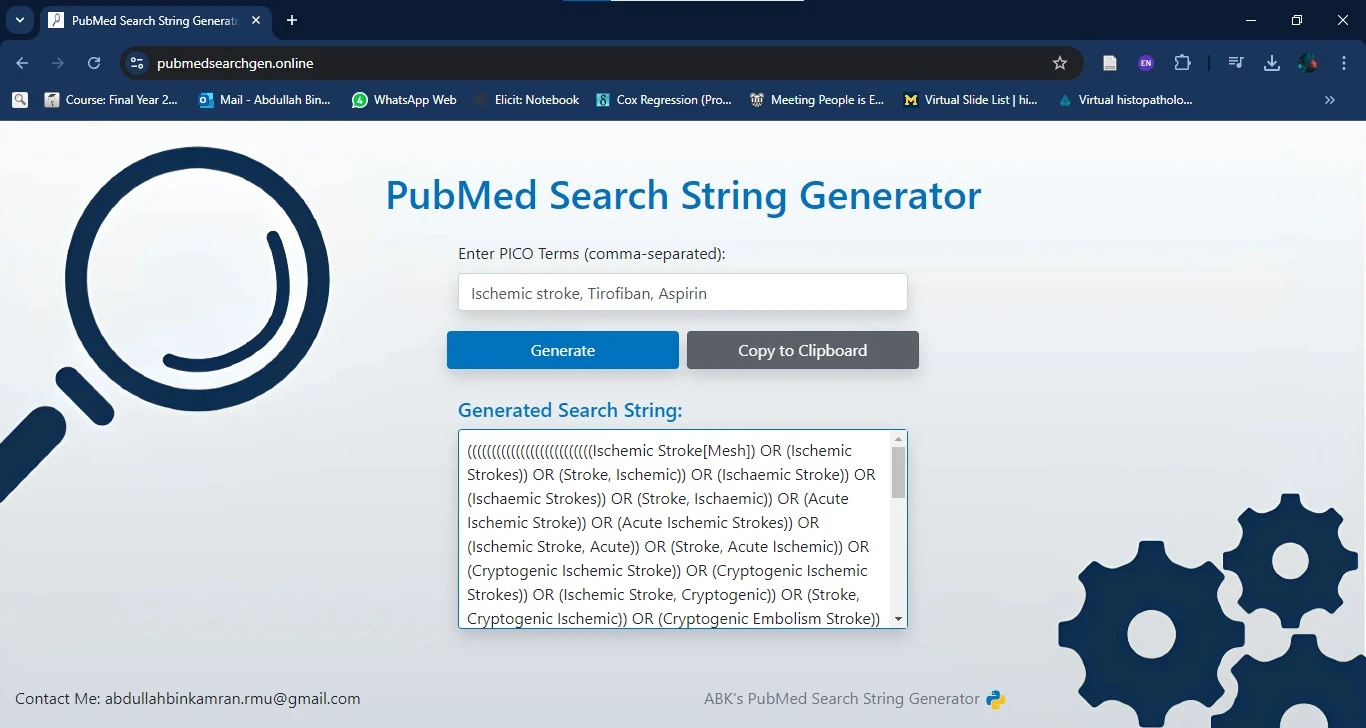 PubMed Search String Generato
pubmedsearchgen.online
EN
Course: Final Year 2...
Mail - Abdullah Bin...
4
WhatsApp Web
Elicit: Notebook
Cox Regression (Pro...
Meeting People is E...
M
Virtual Slide List | hi...
Virtual histopatholo...
PubMed Search String Generator
Enter PICO Terms (comma-separated):
Ischemic stroke, Tirofiban, Aspirin
Generate
Copy to Clipboard
Generated Search String:
((((((((((((((((((((((((((Ischemic Stroke[Mesh]) OR (Ischemic
Strokes)) OR (Stroke, Ischemic)) OR (Ischaemic Stroke)) OR
(Ischaemic Strokes)) OR (Stroke, Ischaemic)) OR (Acute
Ischemic Stroke)) OR (Acute Ischemic Strokes)) OR
(Ischemic Stroke, Acute)) OR (Stroke, Acute Ischemic)) OR
(Cryptogenic Ischemic Stroke)) OR (Cryptogenic Ischemic
Strokes)) OR (Ischemic Stroke, Cryptogenic)) OR (Stroke,
Cryptogenic Ischemic)) OR (Cryptogenic Embolism Stroke))
Contact Me: abdullahbinkamran.rmu@gmail.com
ABK's PubMed Search String Generator